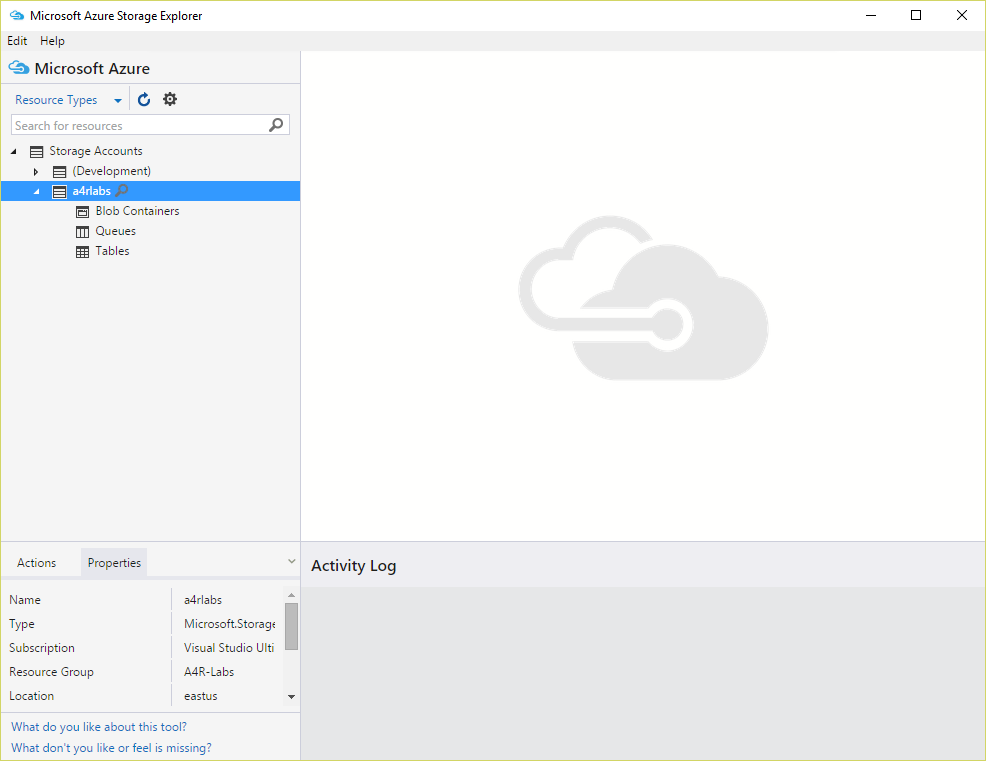 Microsoft Azure Storage Explorer
Edit Help
Microsoft Azure
Resource Types
Search for resources
Storage Accounts
(Development)
a4rlabs
Blob Containers
Queues
Tables
Actions Properties
Name a4rlabs
Type Microsoft.Storage
Subscription Visual Studio Ulti
Resource Group A4R-Labs
Location eastus
What do you like about this tool?
What don't you like or feel is missing?
Activity Log